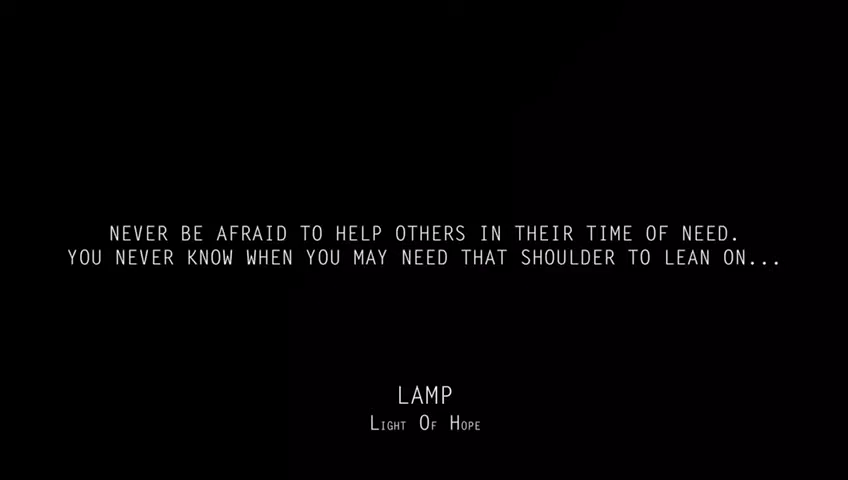 NEVER BE AFRAID TO HELP OTHERS IN THEIR TIME OF NEED.
YOU NEVER KNOW WHEN YOU MAY NEED THAT SHOULDER TO LEAN ON...
LAMP
Light Of Hope